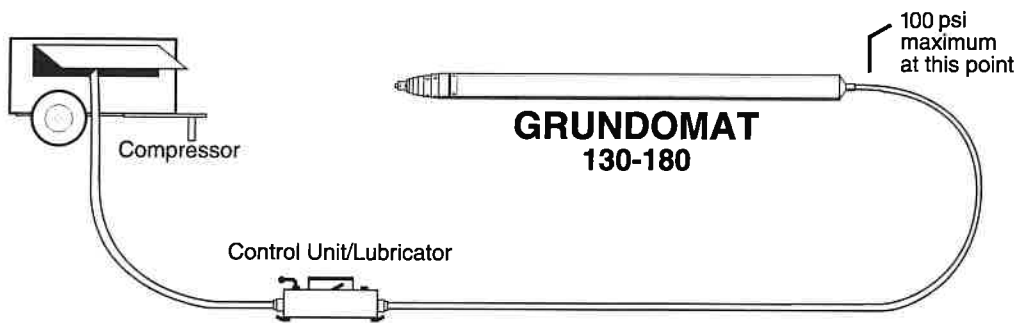 100 psi
maximum
at this point
GRUNDOMAT
130-180
Compressor
Control Unit/Lubricator